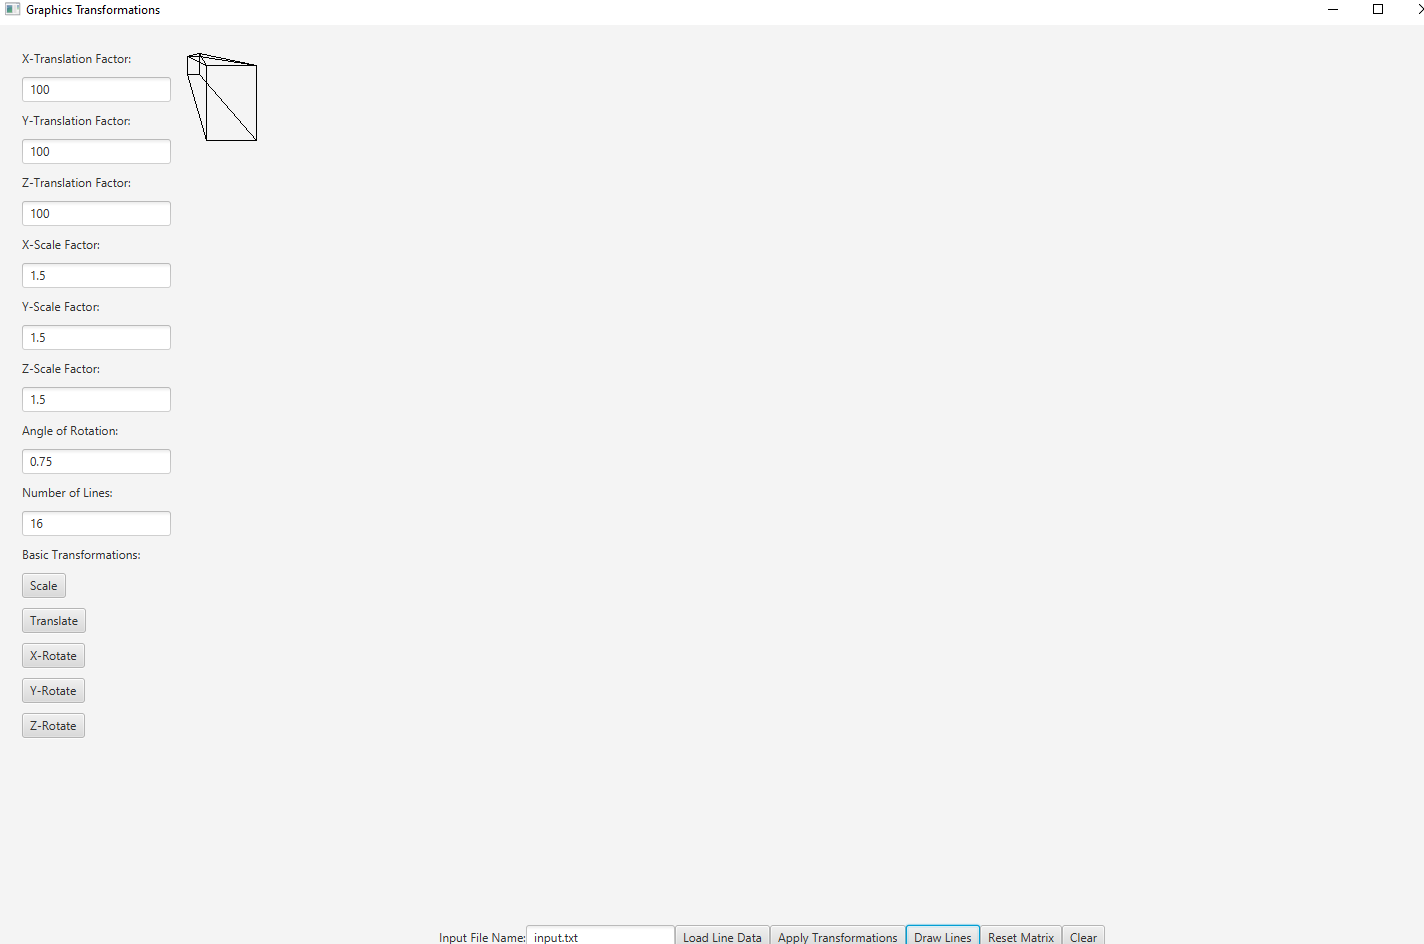 Graphics Transformations
X-Translation Factor:
100
Y-Translation Factor:
100
Z-Translation Factor:
100
X-Scale Factor:
1.5
Y-Scale Factor:
1.5
Z-Scale Factor:
1.5
Angle of Rotation:
0.75
Number of Lines:
16
Basic Transformations:
Scale
Translate
X-Rotate
Y-Rotate
Z-Rotate
Input File Name: input.txt Load Line Data Apply Transformations Draw Lines Reset Matrix Clear